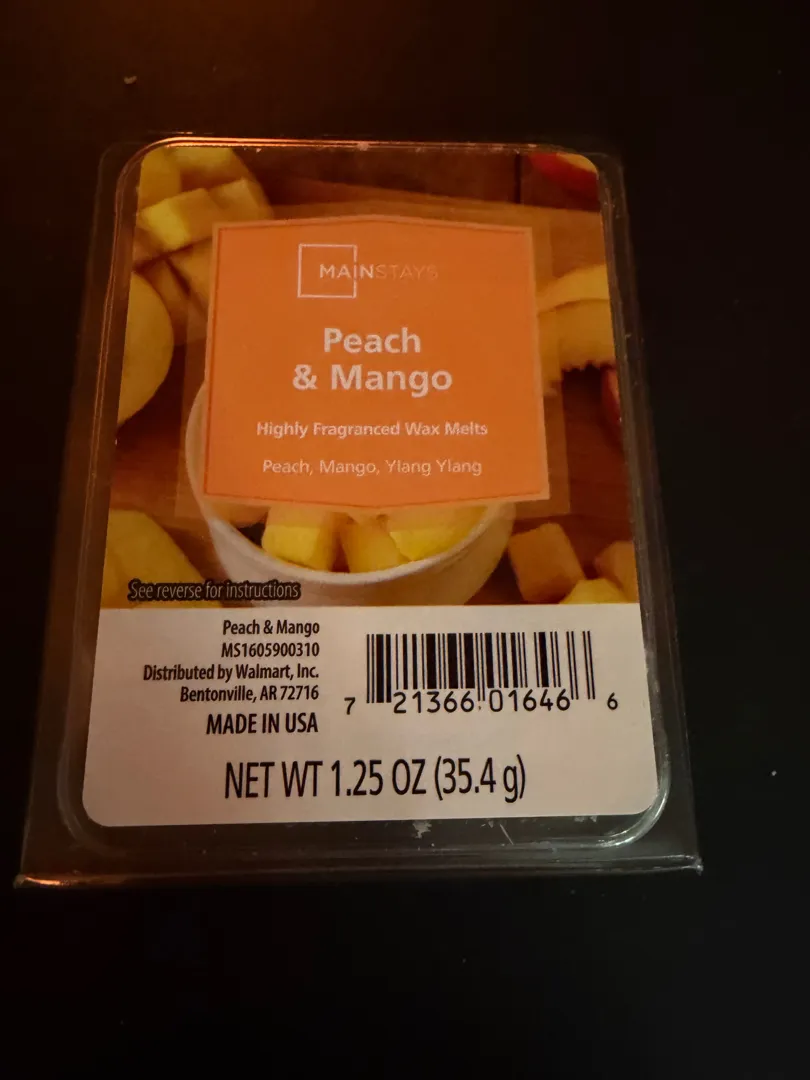 MAINSTAYS
Peach
& Mango
Highly Fragranced Wax Melts
Peach, Mango, Ylang Ylang
See reverse for instructions
Peach & Mango
MS1605900310
Distributed by Walmart, Inc.
Bentonville, AR 72716
MADE IN USA
7 21366 01646 6
NET WT 1.25 OZ (35.4 g)